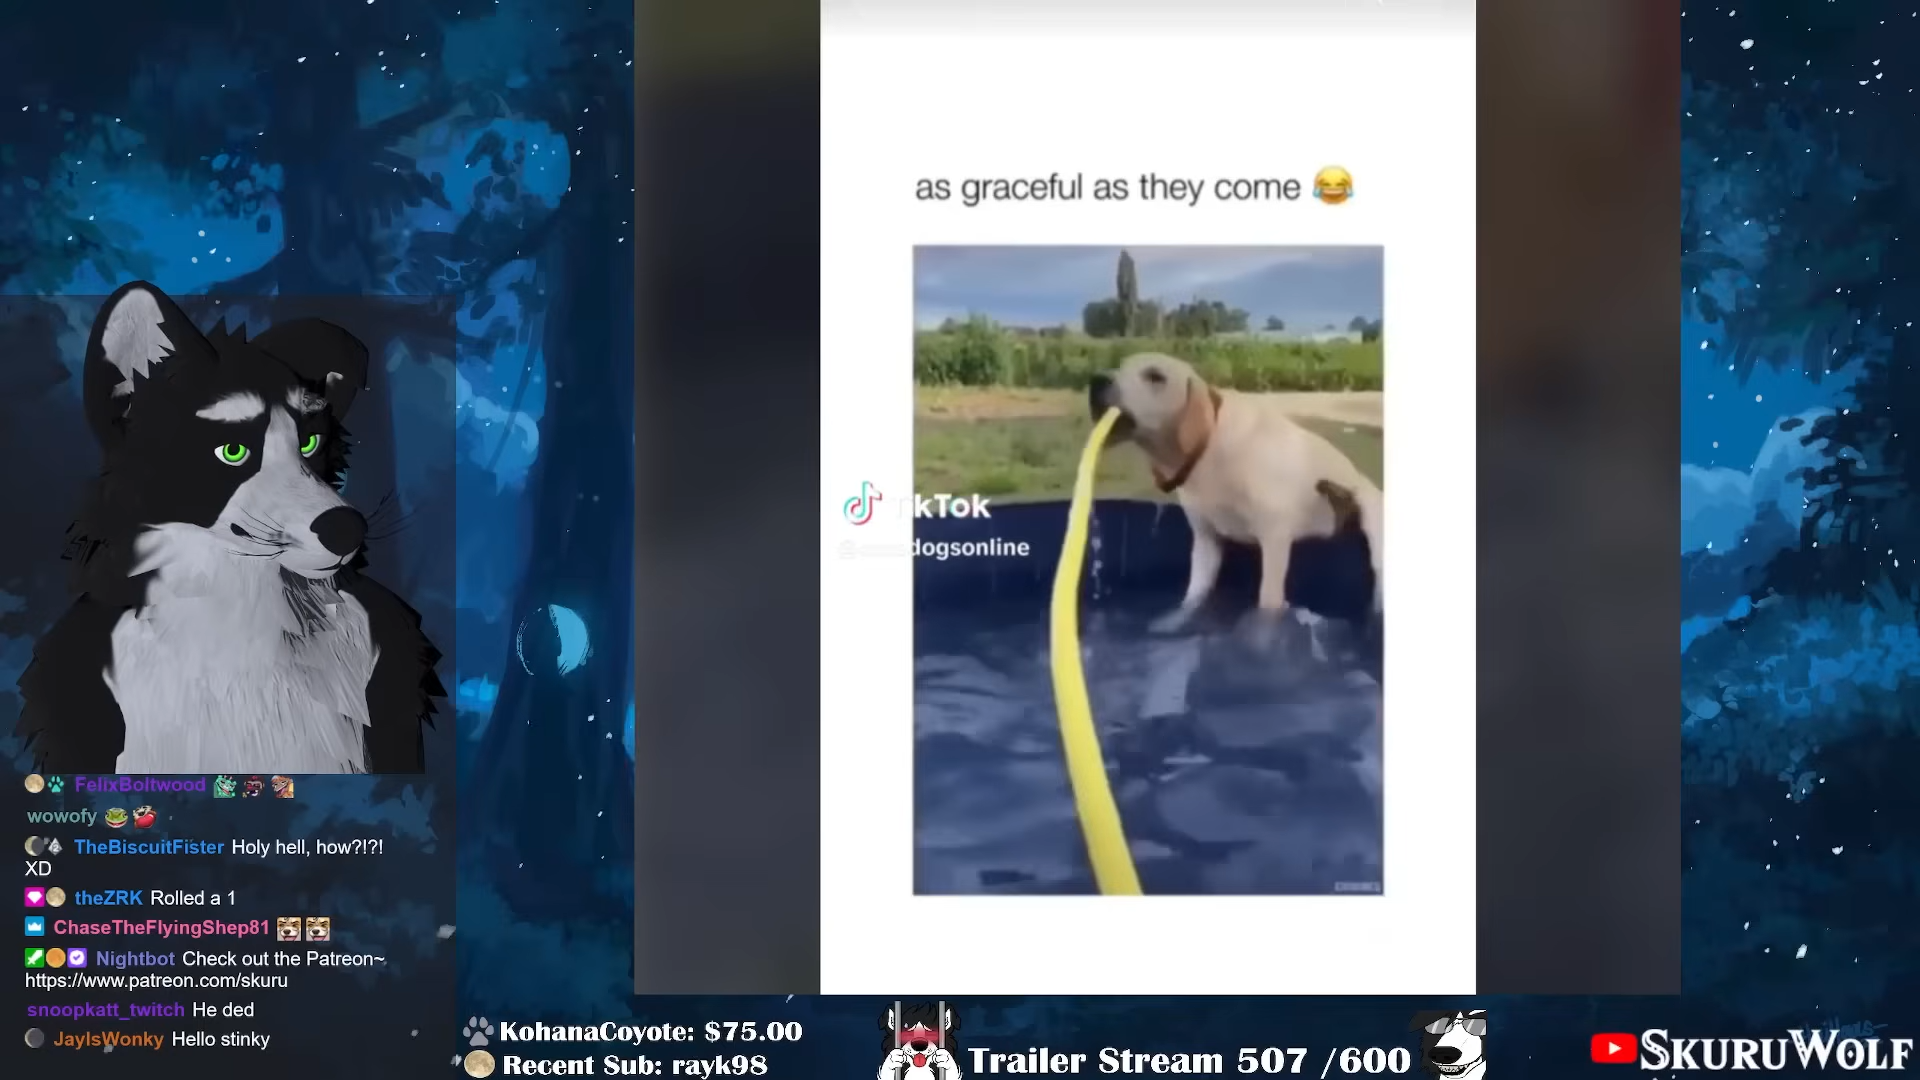 as graceful as they come
kTok
dogsonline
FelixBoltwood
wowofy
TheBiscuitFister Holy hell, how?!?!
XD
theZRK Rolled a 1
ChaseTheFlyingShep81
Nightbot Check out the Patreon~
https://www.patreon.com/skuru
snoopkatt_twitch He ded
JayIsWonky Hello stinky
KohanaCoyote: $75.00
Recent Sub: rayk98
Trailer Stream 507 /600
SkuruWolf